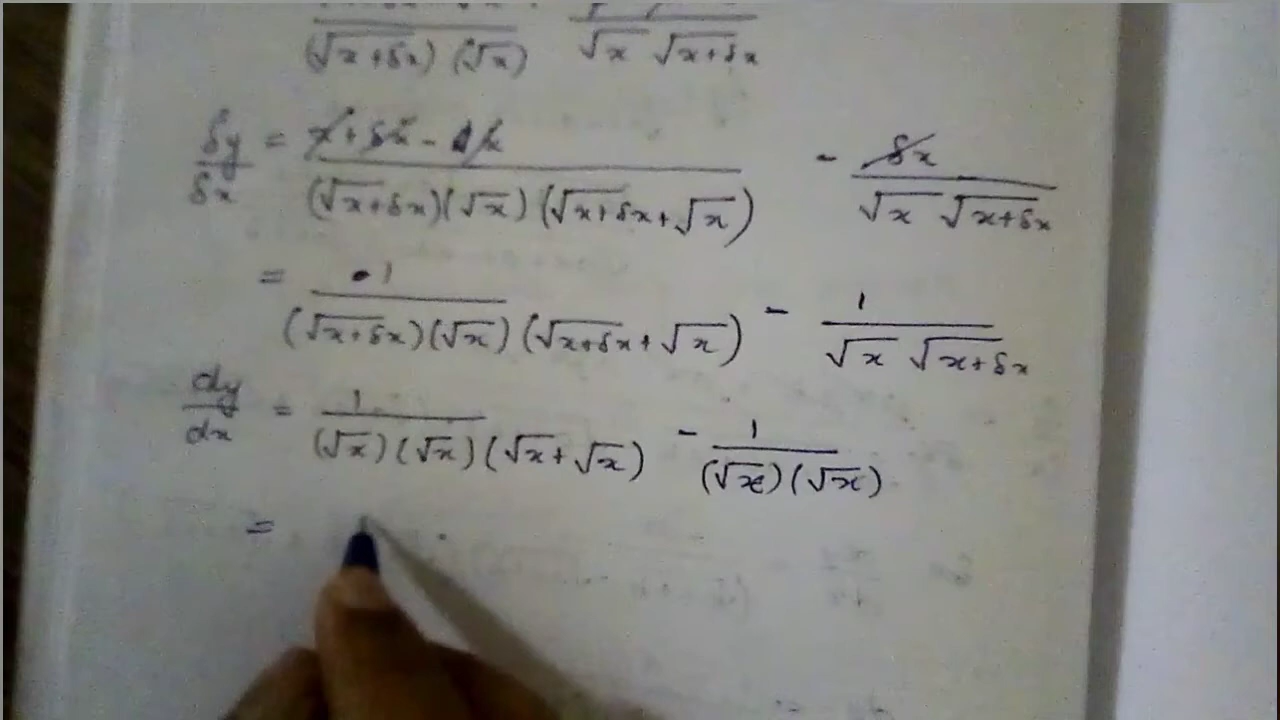 (√x+δx) (√x) √x √x+δx
δy/δx = x+δx - x / (√x+δx)(√x)(√x+δx+√x) - δx / √x √x+δx
= 1 / (√x+δx)(√x)(√x+δx+√x) - 1 / √x √x+δx
dy/dx = 1 / (√x)(√x)(√x+√x) - 1 / (√x)(√x)
=